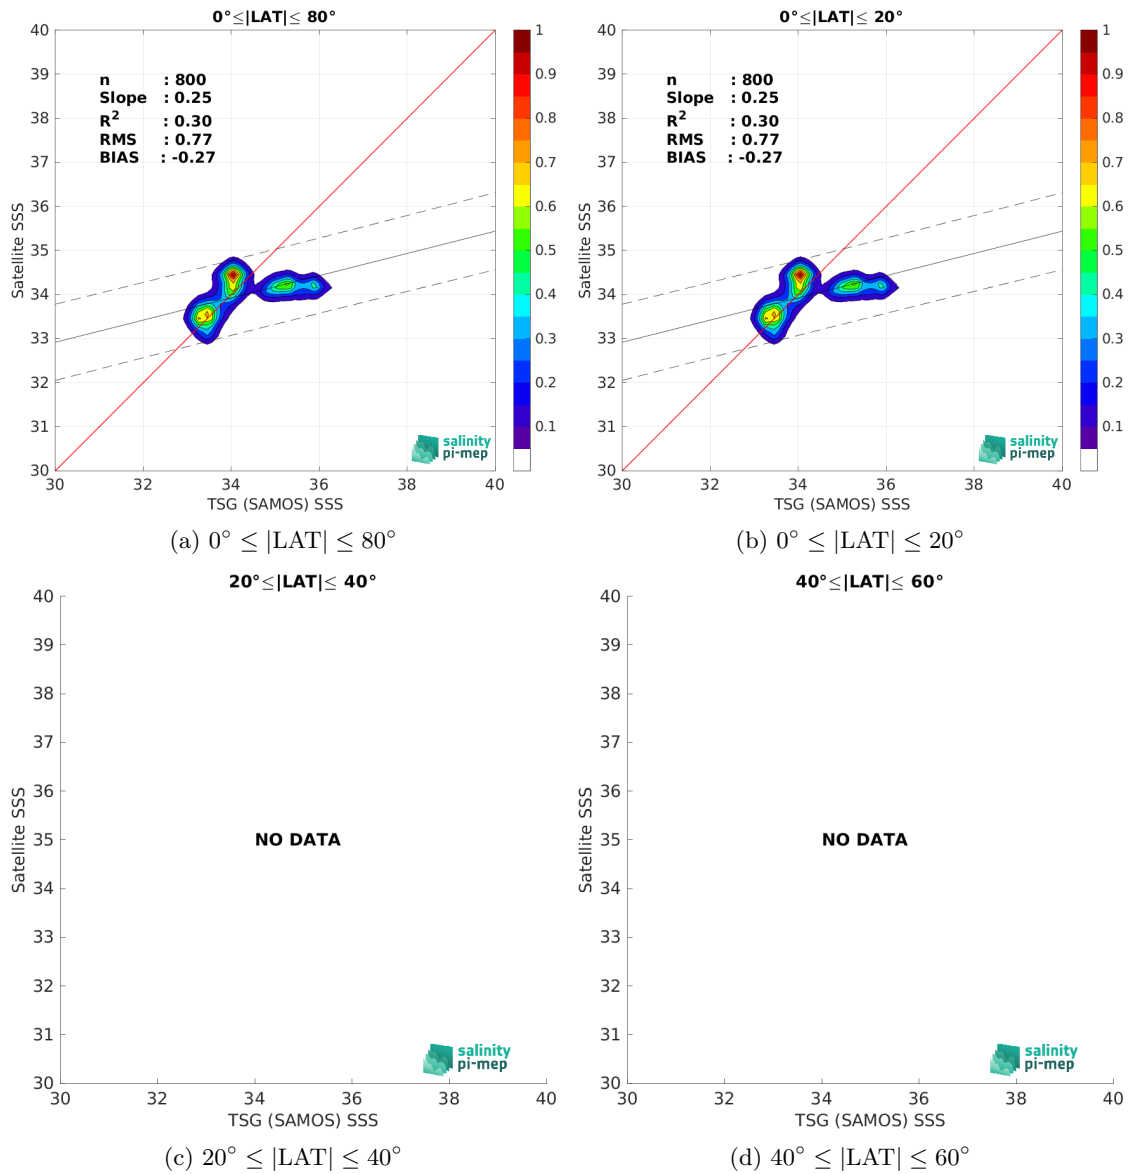 0°≤|LAT|≤ 80°
40
39
38
37
36
35
34
33
32
31
30
Satellite SSS
n : 800
Slope : 0.25
R² : 0.30
RMS : 0.77
BIAS : -0.27
1
0.9
0.8
0.7
0.6
0.5
0.4
0.3
0.2
0.1
salinity
pi-mep
30 32 34 36 38 40
TSG (SAMOS) SSS
(a) 0° ≤ |LAT| ≤ 80°
0°≤|LAT|≤ 20°
40
39
38
37
36
35
34
33
32
31
30
Satellite SSS
n : 800
Slope : 0.25
R² : 0.30
RMS : 0.77
BIAS : -0.27
1
0.9
0.8
0.7
0.6
0.5
0.4
0.3
0.2
0.1
salinity
pi-mep
30 32 34 36 38 40
TSG (SAMOS) SSS
(b) 0° ≤ |LAT| ≤ 20°
20°≤|LAT|≤ 40°
40
39
38
37
36
35
34
33
32
31
30
Satellite SSS
NO DATA
salinity
pi-mep
30 32 34 36 38 40
TSG (SAMOS) SSS
(c) 20° ≤ |LAT| ≤ 40°
40°≤|LAT|≤ 60°
40
39
38
37
36
35
34
33
32
31
30
Satellite SSS
NO DATA
salinity
pi-mep
30 32 34 36 38 40
TSG (SAMOS) SSS
(d) 40° ≤ |LAT| ≤ 60°